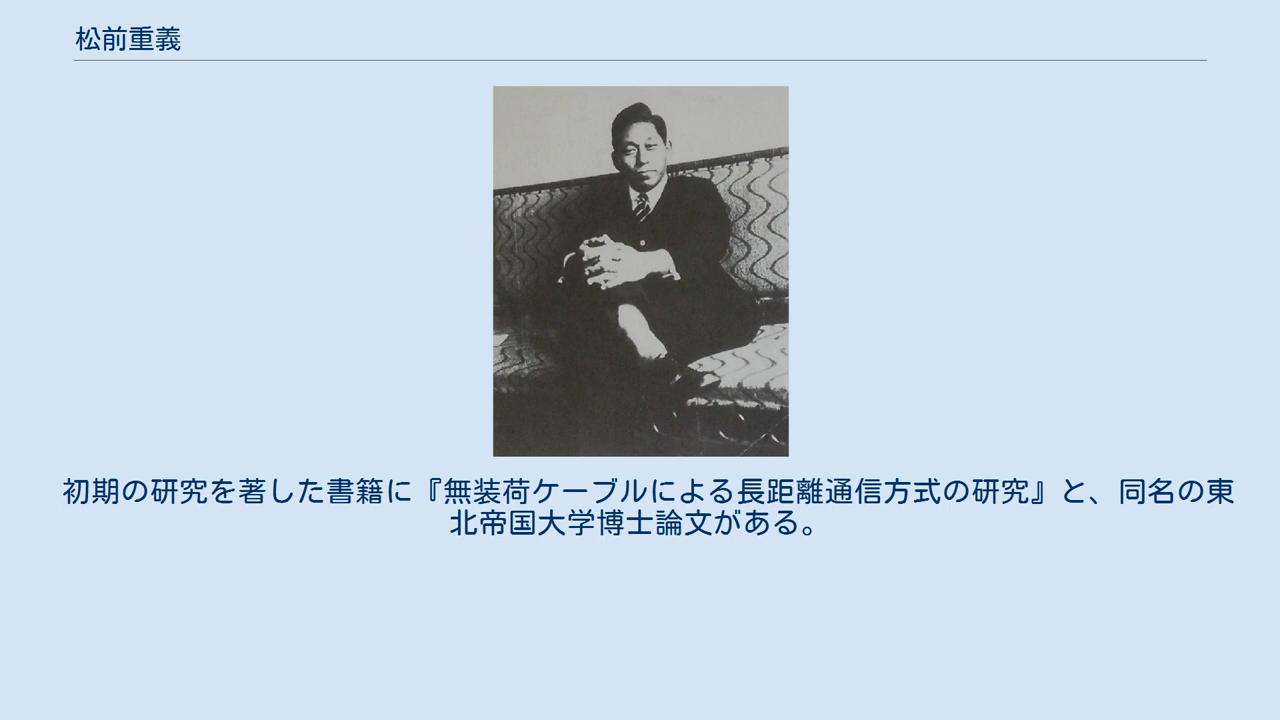 松前重義
初期の研究を著した書籍に『無装荷ケーブルによる長距離通信方式の研究』と、同名の東
北帝国大学博士論文がある。